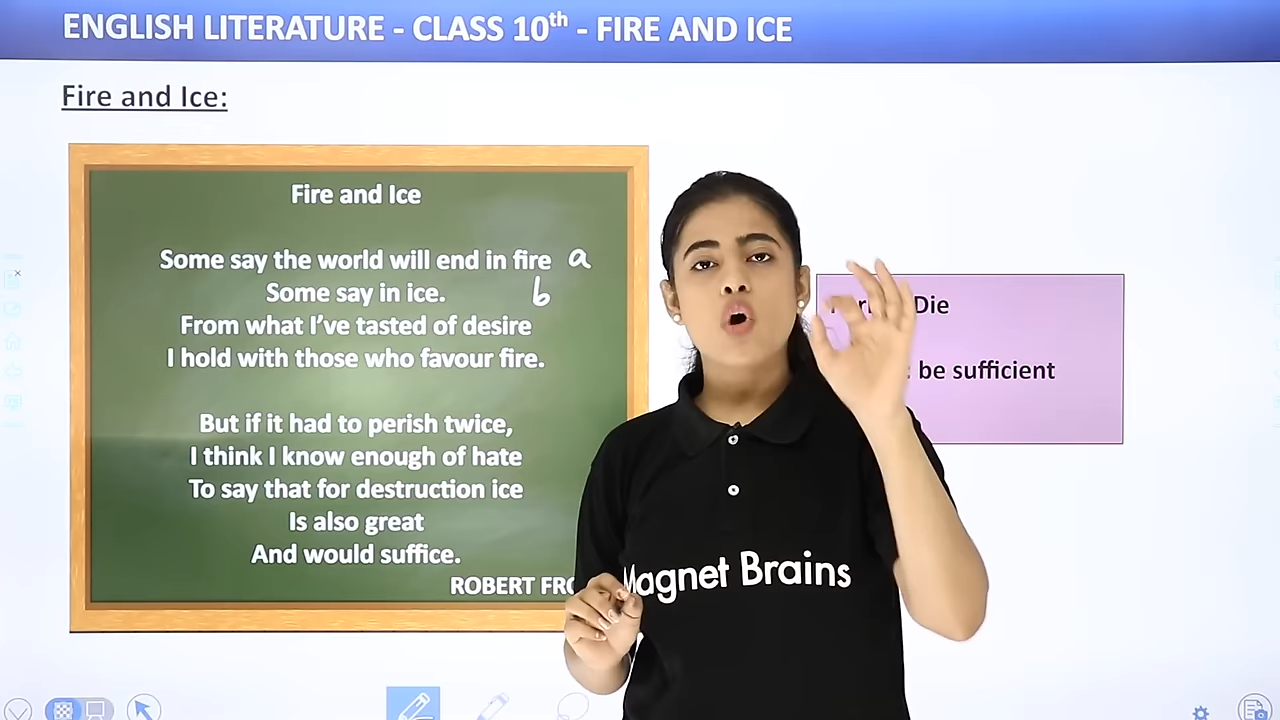 ENGLISH LITERATURE - CLASS 10th - FIRE AND ICE
Fire and Ice:
Fire and Ice
Some say the world will end in fire a
Some say in ice. b
From what I've tasted of desire
I hold with those who favour fire.
But if it had to perish twice,
I think I know enough of hate
To say that for destruction ice
Is also great
And would suffice.
ROBERT
Die
be sufficient
Magnet Brains